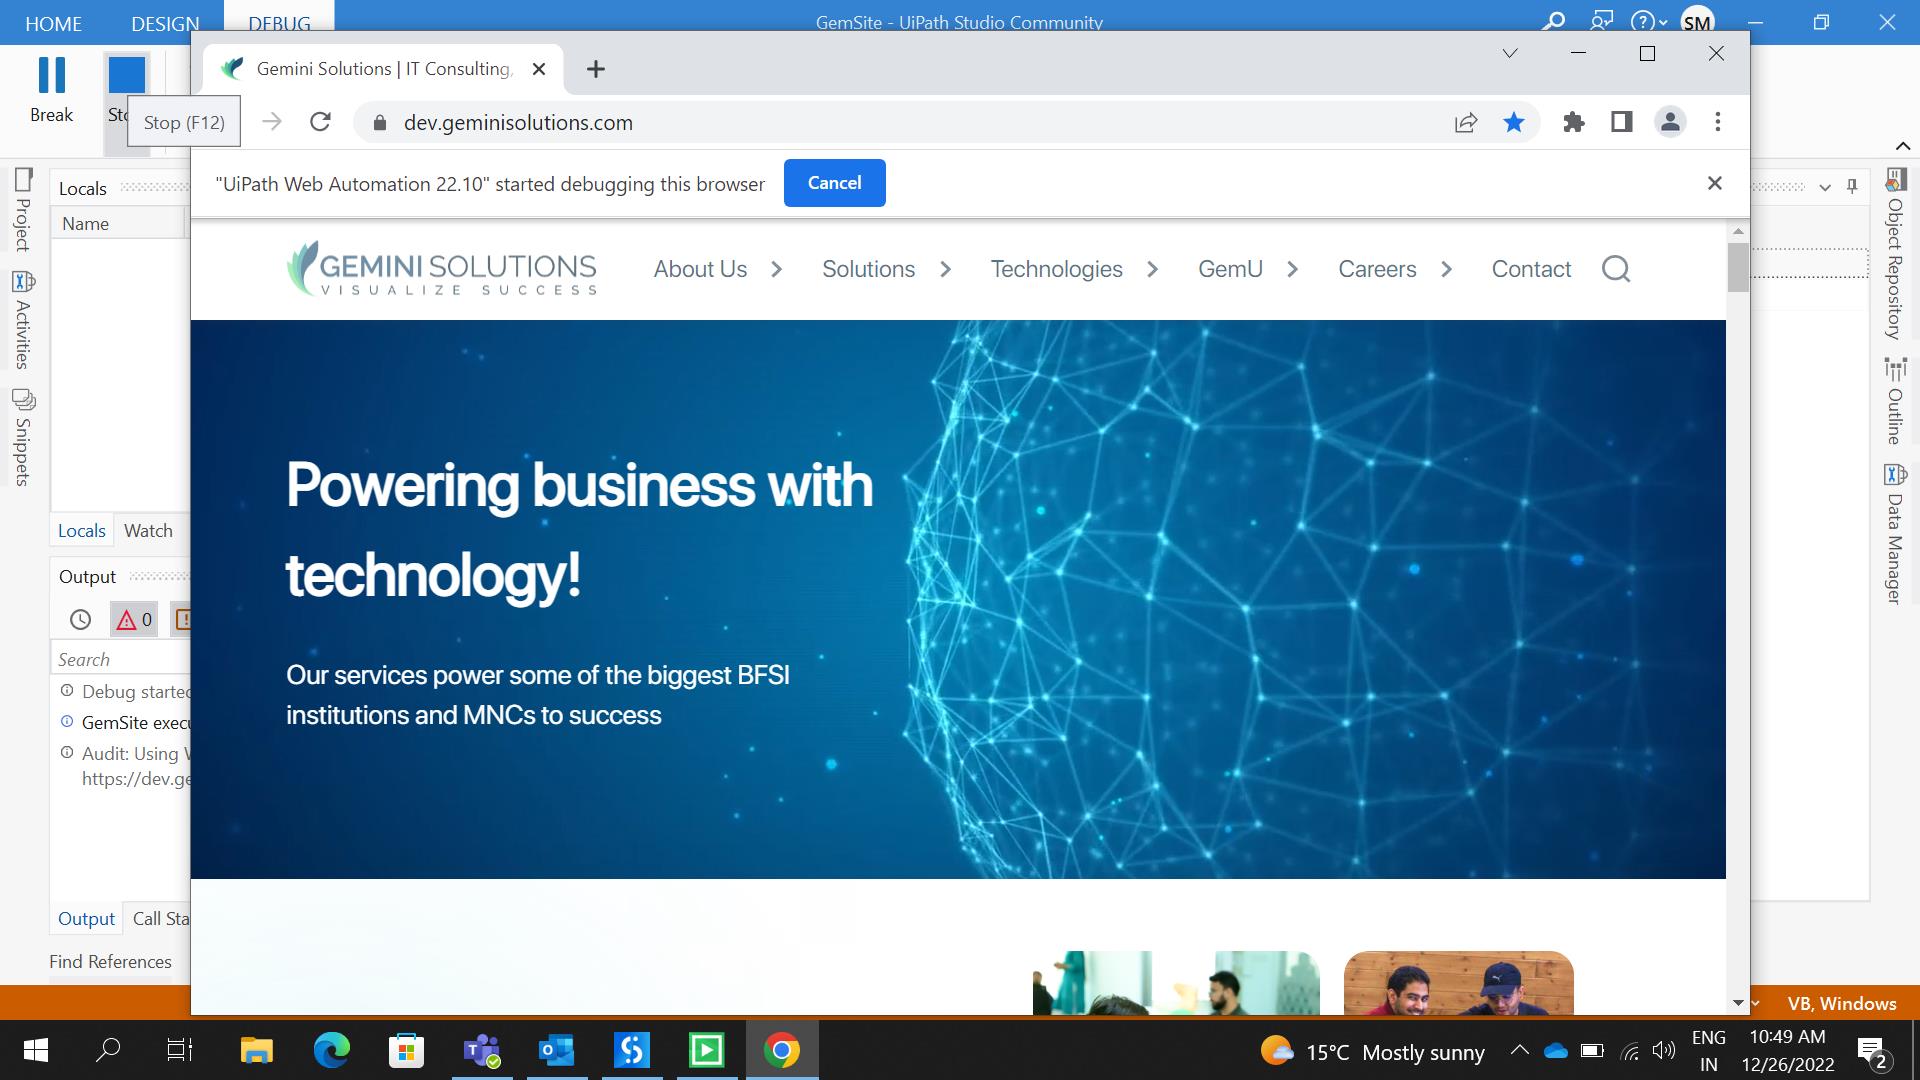 HOME DESIGN DEBUG GemSite - UiPath Studio Community SM
Gemini Solutions | IT Consulting,
Break
Stop (F12)
dev.geminisolutions.com
"UiPath Web Automation 22.10" started debugging this browser Cancel
Project
Activities
Snippets
Locals
Name
Locals Watch
Output
0
Search
Debug started
GemSite execu
Audit: Using
https://dev.ge
Output Call Sta
Find References
GEMINI SOLUTIONS
VISUALIZE SUCCESS
About Us Solutions Technologies GemU Careers Contact
Powering business with
technology!
Our services power some of the biggest BFSI
institutions and MNCs to success
Object Repository
Outline
Data Manager
VB, Windows
15°C Mostly sunny
ENG
IN
10:49 AM
12/26/2022
2